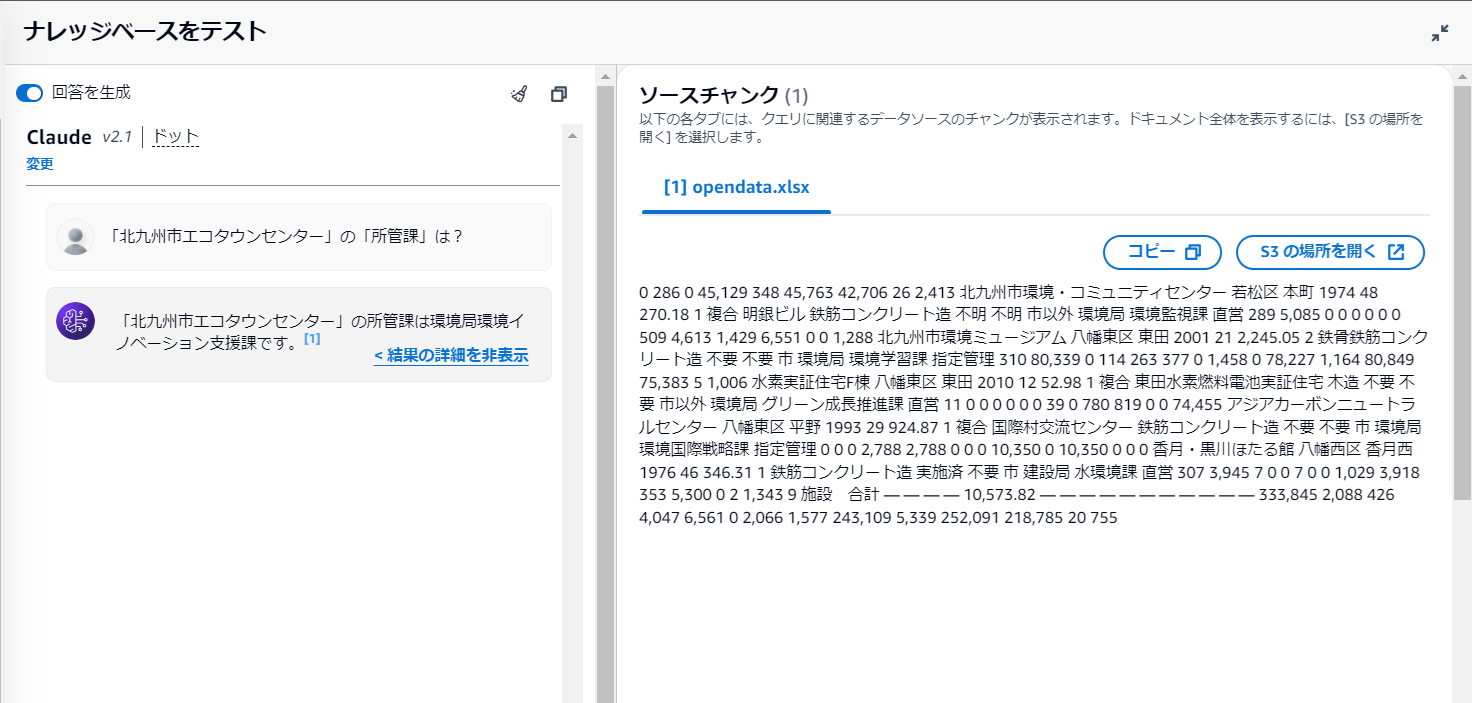 ナレッジベースをテスト
回答を生成
Claude v2.1 ドット
変更
「北九州市エコタウンセンター」の「所管課」は？
「北九州市エコタウンセンター」の所管課は環境局環境イ
ノベーション支援課です。[1]
< 結果の詳細を非表示
ソースチャンク (1)
以下の各タブには、クエリに関連するデータソースのチャンクが表示されます。ドキュメント全体を表示するには、[S3 の場所を
開く] を選択します。
[1] opendata.xlsx
コピー
S3 の場所を開く
0 286 0 45,129 348 45,763 42,706 26 2,413 北九州市環境・コミュニティセンター 若松区 本町 1974 48
270.18 1 複合 明銀ビル 鉄筋コンクリート造 不明 不明 市以外 環境局 環境監視課 直営 289 5,085 0 0 0 0 0 0
509 4,613 1,429 6,551 0 0 1,288 北九州市環境ミュージアム 八幡東区 東田 2001 21 2,245.05 2 鉄骨鉄筋コンク
リート造 不要 不要 市 環境局 環境学習課 指定管理 310 80,339 0 114 263 377 0 1,458 0 78,227 1,164 80,849
75,383 5 1,006 水素実証住宅F棟 八幡東区 東田 2010 12 52.98 1 複合 東田水素燃料電池実証住宅 木造 不要 不
要 市以外 環境局 グリーン成長推進課 直営 11 0 0 0 0 0 0 39 0 780 819 0 0 74,455 アジアカーボンニュートラ
ルセンター 八幡東区 平野 1993 29 924.87 1 複合 国際村交流センター 鉄筋コンクリート造 不要 不要 市 環境局
環境国際戦略課 指定管理 0 0 0 2,788 2,788 0 0 0 10,350 0 10,350 0 0 0 香月・黒川ほたる館 八幡西区 香月西
1976 46 346.31 1 鉄筋コンクリート造 実施済 不要 市 建設局 水環境課 直営 307 3,945 7 0 0 7 0 0 1,029 3,918
353 5,300 0 2 1,343 9 施設　合計 — — — — 10,573.82 — — — — — — — — — — — 333,845 2,088 426
4,047 6,561 0 2,066 1,577 243,109 5,339 252,091 218,785 20 755